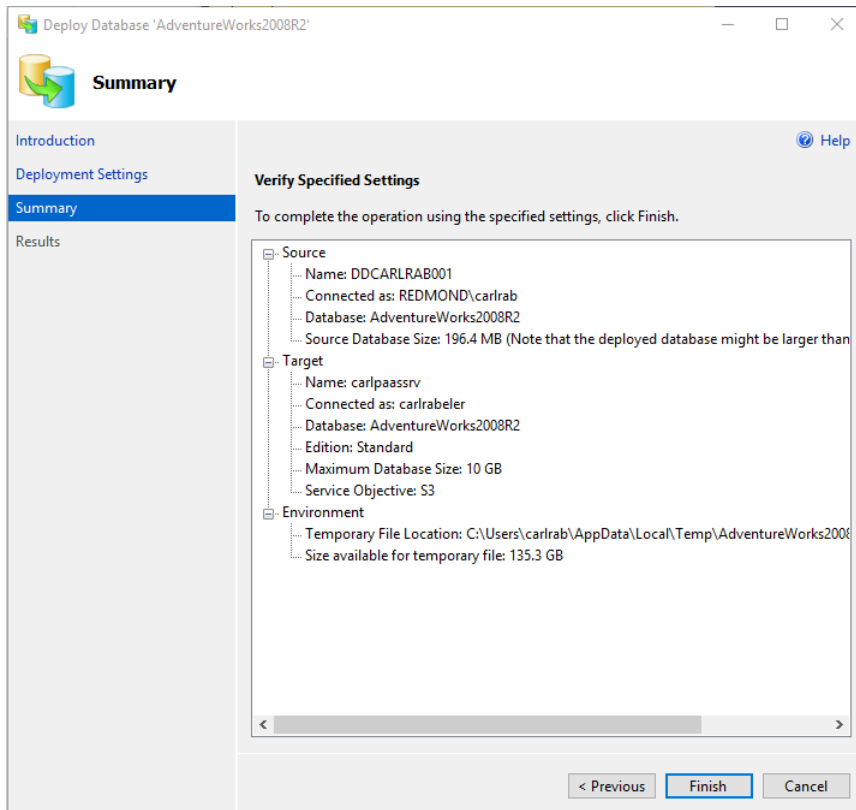 Deploy Database 'AdventureWorks2008R2'
Summary
Introduction
Deployment Settings
Summary
Results
Help
Verify Specified Settings
To complete the operation using the specified settings, click Finish.
Source
Name: DDCARLRAB001
Connected as: REDMOND\carlrab
Database: AdventureWorks2008R2
Source Database Size: 196.4 MB (Note that the deployed database might be larger than
Target
Name: carlpaassrv
Connected as: carlrabeler
Database: AdventureWorks2008R2
Edition: Standard
Maximum Database Size: 10 GB
Service Objective: S3
Environment
Temporary File Location: C:\Users\carlrab\AppData\Local\Temp\AdventureWorks2008
Size available for temporary file: 135.3 GB
< Previous
Finish
Cancel